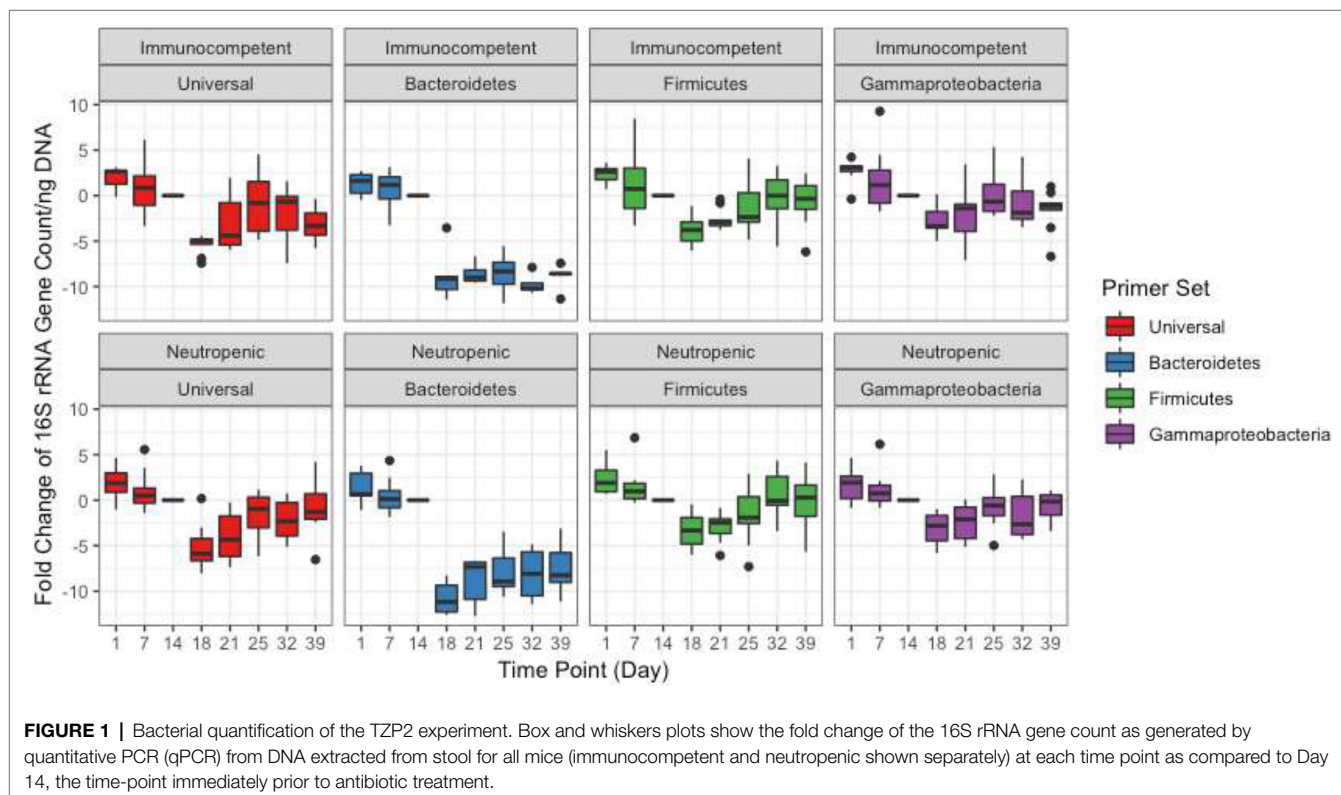 Immunocompetent Immunocompetent Immunocompetent Immunocompetent
Universal Bacteroidetes Firmicutes Gammaproteobacteria
Fold Change of 16S rRNA Gene Count/ng DNA
10
5
0
-5
-10
Neutropenic Neutropenic Neutropenic Neutropenic
Universal Bacteroidetes Firmicutes Gammaproteobacteria
10
5
0
-5
-10
1 7 14 18 21 25 32 39 1 7 14 18 21 25 32 39 1 7 14 18 21 25 32 39 1 7 14 18 21 25 32 39
Time Point (Day)
Primer Set
Universal
Bacteroidetes
Firmicutes
Gammaproteobacteria
FIGURE 1 | Bacterial quantification of the TZP2 experiment. Box and whiskers plots show the fold change of the 16S rRNA gene count as generated by
quantitative PCR (qPCR) from DNA extracted from stool for all mice (immunocompetent and neutropenic shown separately) at each time point as compared to Day
14, the time-point immediately prior to antibiotic treatment.